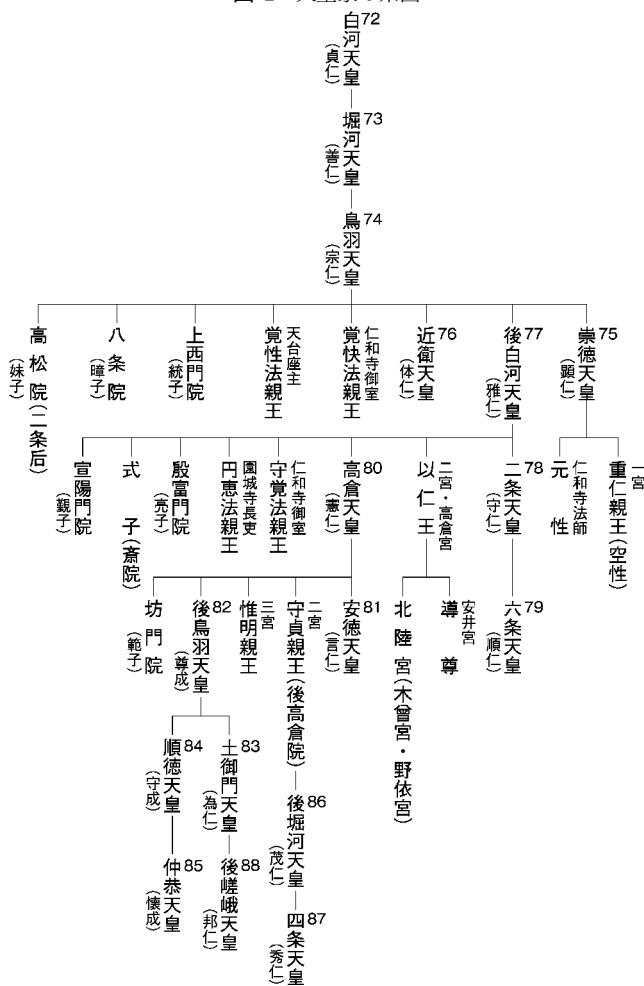 白河天皇72
(貞仁)
堀河天皇73
(善仁)
鳥羽天皇74
(宗仁)
崇徳天皇75
(顕仁)
後白河天皇77
(雅仁)
近衛天皇76
(体仁)
仁和寺御室
覚快法親王
天台座主
覚性法親王
上西門院
(統子)
八条院
(暲子)
高松院(二条后)
(妹子)
一宮
重仁親王(空性)
仁和寺法師
元性
二条天皇78
(守仁)
二宮・高倉宮
以仁王
高倉天皇80
(憲仁)
仁和寺御室
守覚法親王
園城寺長吏
円恵法親王
殷富門院
(亮子)
式子(斎院)
宣陽門院
(覲子)
六条天皇79
(順仁)
安井宮
導尊
北陸宮(木曾宮・野依宮)
安徳天皇81
(言仁)
二宮
守貞親王(後高倉院)
三宮
惟明親王
後鳥羽天皇82
(尊成)
坊門院
(範子)
後堀河天皇86
(茂仁)
四条天皇87
(秀仁)
土御門天皇83
(為仁)
後嵯峨天皇88
(邦仁)
順徳天皇84
(守成)
仲恭天皇85
(懐成)